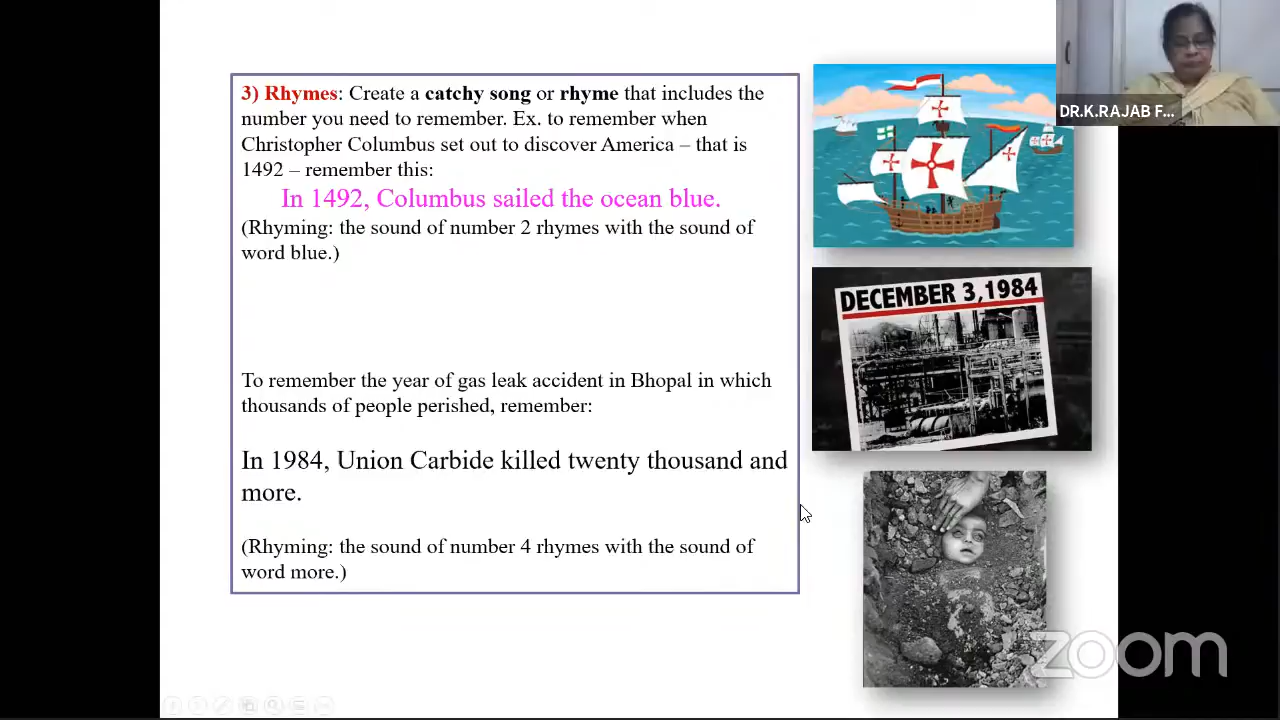 3) Rhymes: Create a catchy song or rhyme that includes the
number you need to remember. Ex. to remember when
Christopher Columbus set out to discover America – that is
1492 – remember this:
In 1492, Columbus sailed the ocean blue.
(Rhyming: the sound of number 2 rhymes with the sound of
word blue.)
To remember the year of gas leak accident in Bhopal in which
thousands of people perished, remember:
In 1984, Union Carbide killed twenty thousand and
more.
(Rhyming: the sound of number 4 rhymes with the sound of
word more.)
DR.K.RAJAB F...
DECEMBER 3,1984
zoom